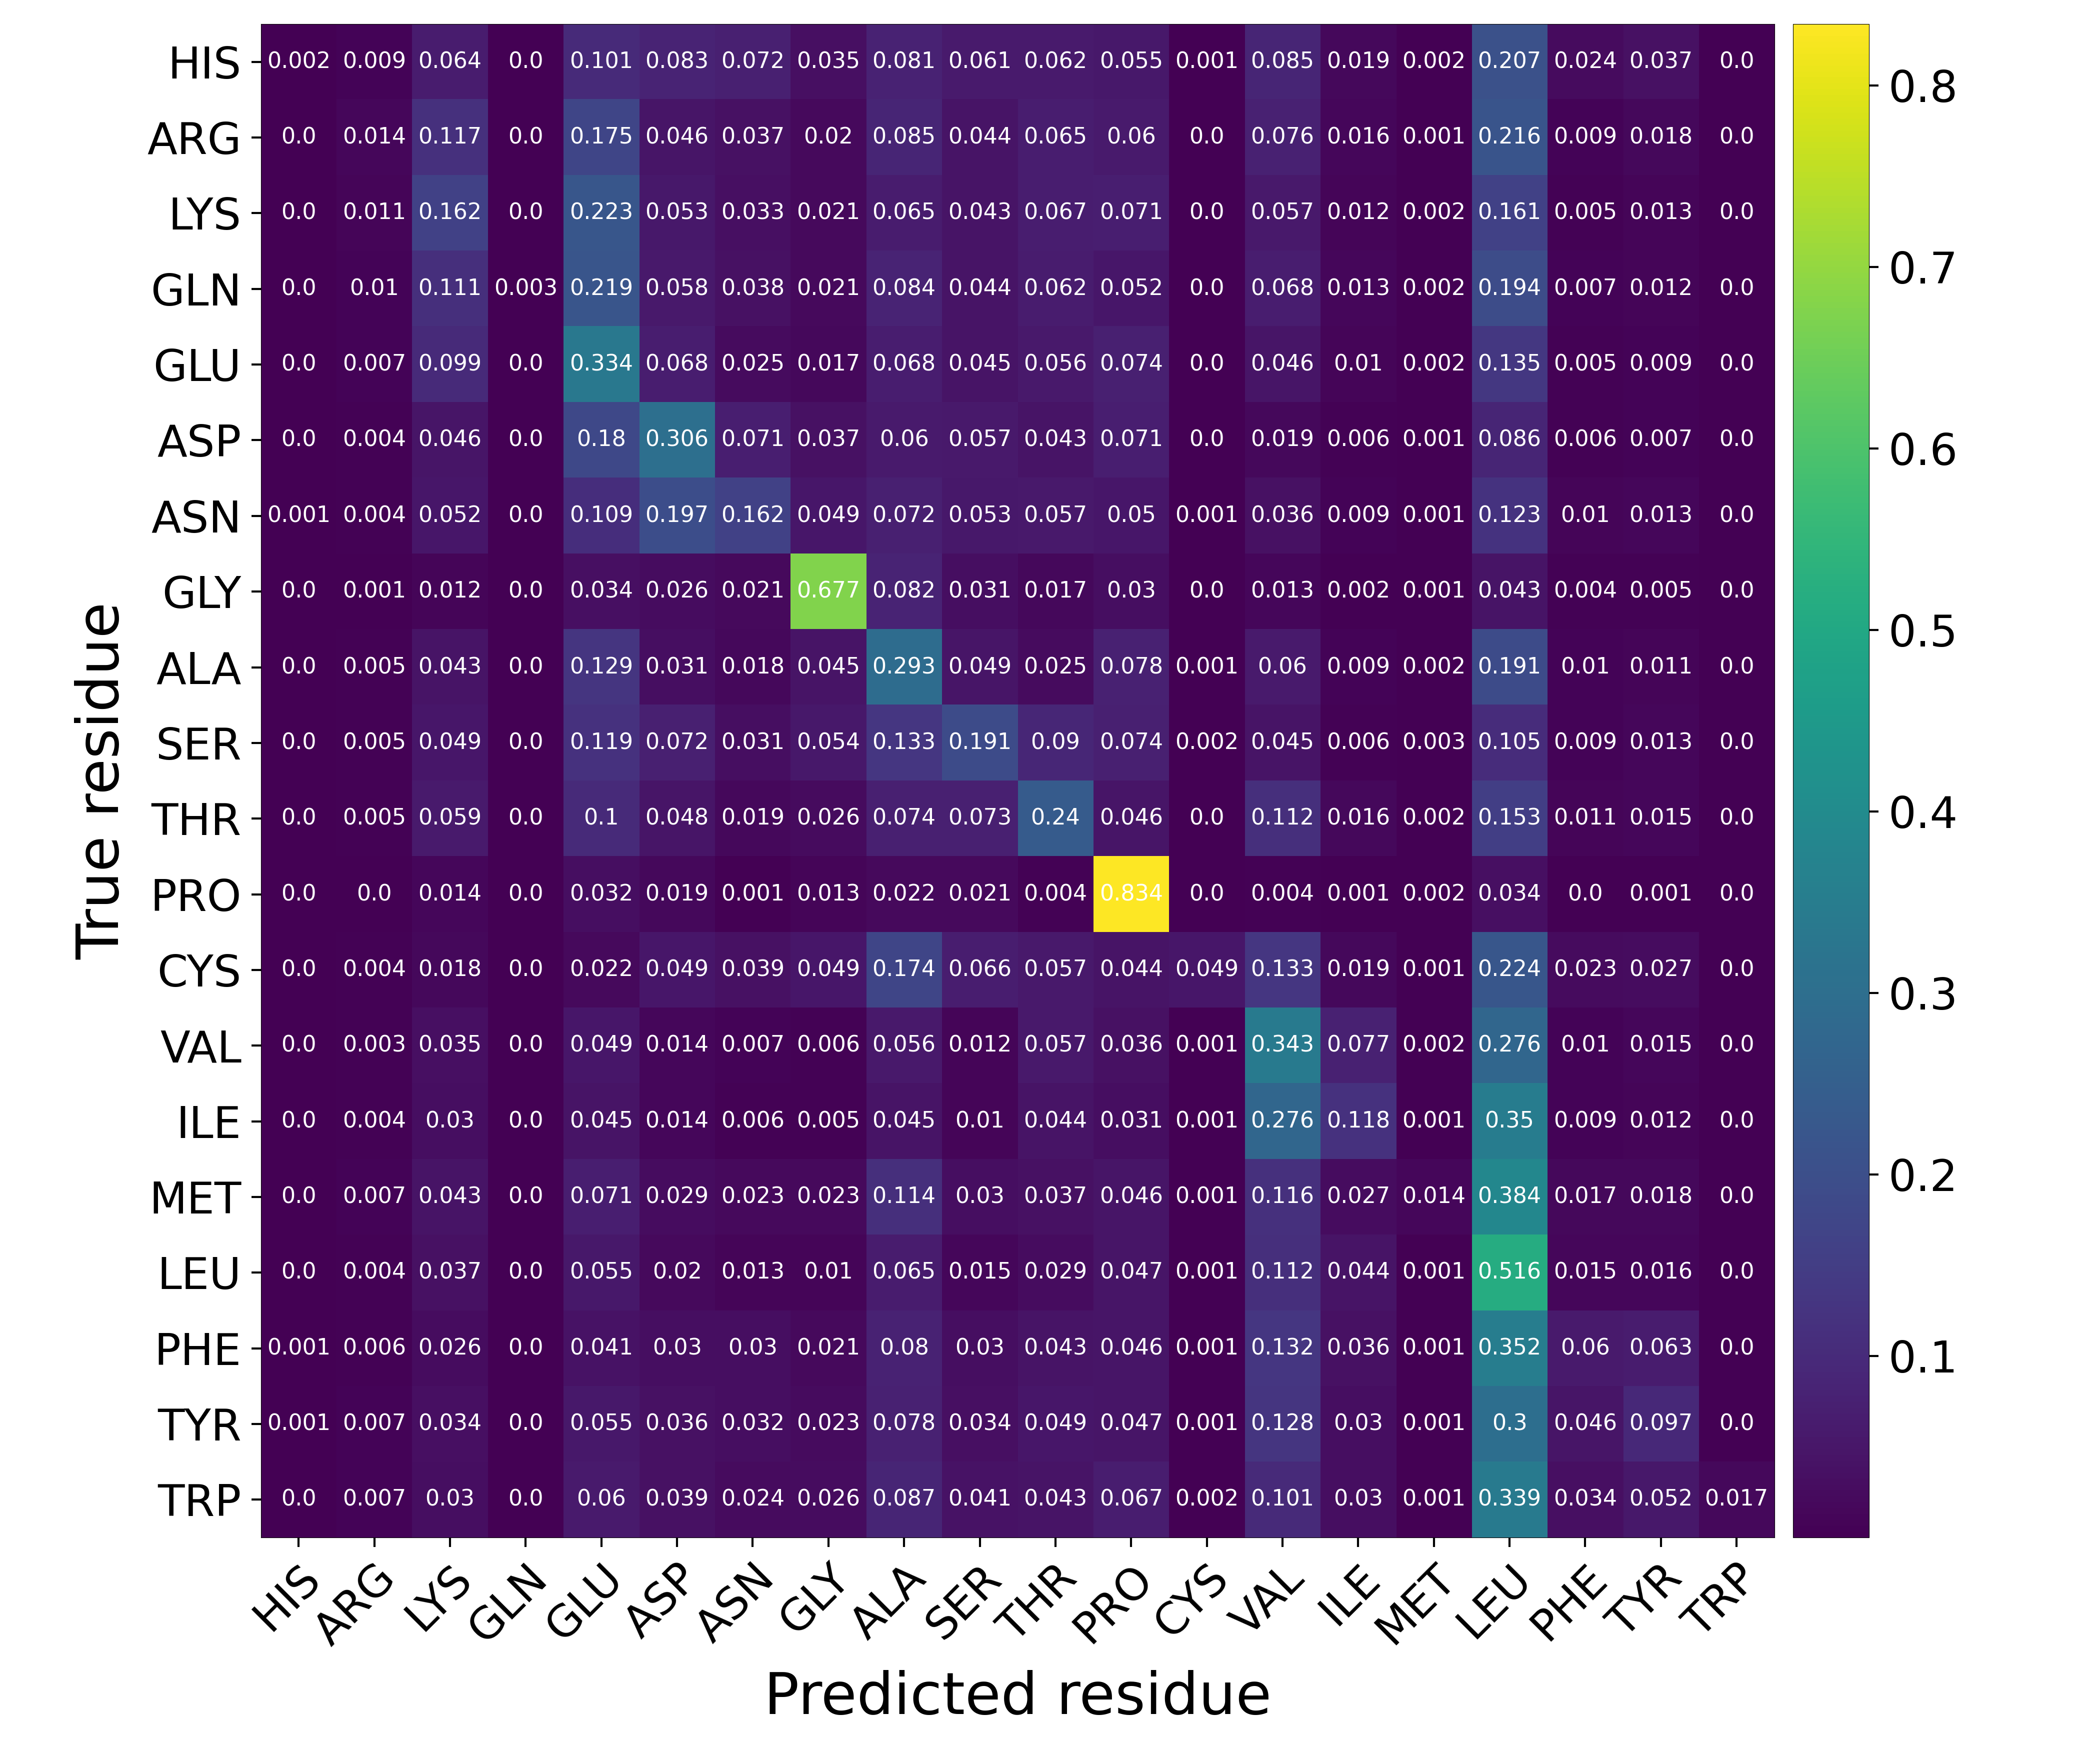 HIS 0.002 0.009 0.064 0.0 0.101 0.083 0.072 0.035 0.081 0.061 0.062 0.055 0.001 0.085 0.019 0.002 0.207 0.024 0.037 0.0
ARG 0.0 0.014 0.117 0.0 0.175 0.046 0.037 0.02 0.085 0.044 0.065 0.06 0.0 0.076 0.016 0.001 0.216 0.009 0.018 0.0
LYS 0.0 0.011 0.162 0.0 0.223 0.053 0.033 0.021 0.065 0.043 0.067 0.071 0.0 0.057 0.012 0.002 0.161 0.005 0.013 0.0
GLN 0.0 0.01 0.111 0.003 0.219 0.058 0.038 0.021 0.084 0.044 0.062 0.052 0.0 0.068 0.013 0.002 0.194 0.007 0.012 0.0
GLU 0.0 0.007 0.099 0.0 0.334 0.068 0.025 0.017 0.068 0.045 0.056 0.074 0.0 0.046 0.01 0.002 0.135 0.005 0.009 0.0
ASP 0.0 0.004 0.046 0.0 0.18 0.306 0.071 0.037 0.06 0.057 0.043 0.071 0.0 0.019 0.006 0.001 0.086 0.006 0.007 0.0
ASN 0.001 0.004 0.052 0.0 0.109 0.197 0.162 0.049 0.072 0.053 0.057 0.05 0.001 0.036 0.009 0.001 0.123 0.01 0.013 0.0
GLY 0.0 0.001 0.012 0.0 0.034 0.026 0.021 0.677 0.082 0.031 0.017 0.03 0.0 0.013 0.002 0.001 0.043 0.004 0.005 0.0
ALA 0.0 0.005 0.043 0.0 0.129 0.031 0.018 0.045 0.293 0.049 0.025 0.078 0.001 0.06 0.009 0.002 0.191 0.01 0.011 0.0
SER 0.0 0.005 0.049 0.0 0.119 0.072 0.031 0.054 0.133 0.191 0.09 0.074 0.002 0.045 0.006 0.003 0.105 0.009 0.013 0.0
THR 0.0 0.005 0.059 0.0 0.1 0.048 0.019 0.026 0.074 0.073 0.24 0.046 0.0 0.112 0.016 0.002 0.153 0.011 0.015 0.0
PRO 0.0 0.0 0.014 0.0 0.032 0.019 0.001 0.013 0.022 0.021 0.004 0.834 0.0 0.004 0.001 0.002 0.034 0.0 0.001 0.0
CYS 0.0 0.004 0.018 0.0 0.022 0.049 0.039 0.049 0.174 0.066 0.057 0.044 0.049 0.133 0.019 0.001 0.224 0.023 0.027 0.0
VAL 0.0 0.003 0.035 0.0 0.049 0.014 0.007 0.006 0.056 0.012 0.057 0.036 0.001 0.343 0.077 0.002 0.276 0.01 0.015 0.0
ILE 0.0 0.004 0.03 0.0 0.045 0.014 0.006 0.005 0.045 0.01 0.044 0.031 0.001 0.276 0.118 0.001 0.35 0.009 0.012 0.0
MET 0.0 0.007 0.043 0.0 0.071 0.029 0.023 0.023 0.114 0.03 0.037 0.046 0.001 0.116 0.027 0.014 0.384 0.017 0.018 0.0
LEU 0.0 0.004 0.037 0.0 0.055 0.02 0.013 0.01 0.065 0.015 0.029 0.047 0.001 0.112 0.044 0.001 0.516 0.015 0.016 0.0
PHE 0.001 0.006 0.026 0.0 0.041 0.03 0.03 0.021 0.08 0.03 0.043 0.046 0.001 0.132 0.036 0.001 0.352 0.06 0.063 0.0
TYR 0.001 0.007 0.034 0.0 0.055 0.036 0.032 0.023 0.078 0.034 0.049 0.047 0.001 0.128 0.03 0.001 0.3 0.046 0.097 0.0
TRP 0.0 0.007 0.03 0.0 0.06 0.039 0.024 0.026 0.087 0.041 0.043 0.067 0.002 0.101 0.03 0.001 0.339 0.034 0.052 0.017
HIS ARG LYS GLN GLU ASP ASN GLY ALA SER THR PRO CYS VAL ILE MET LEU PHE TYR TRP
Predicted residue
True residue
0.8
0.7
0.6
0.5
0.4
0.3
0.2
0.1